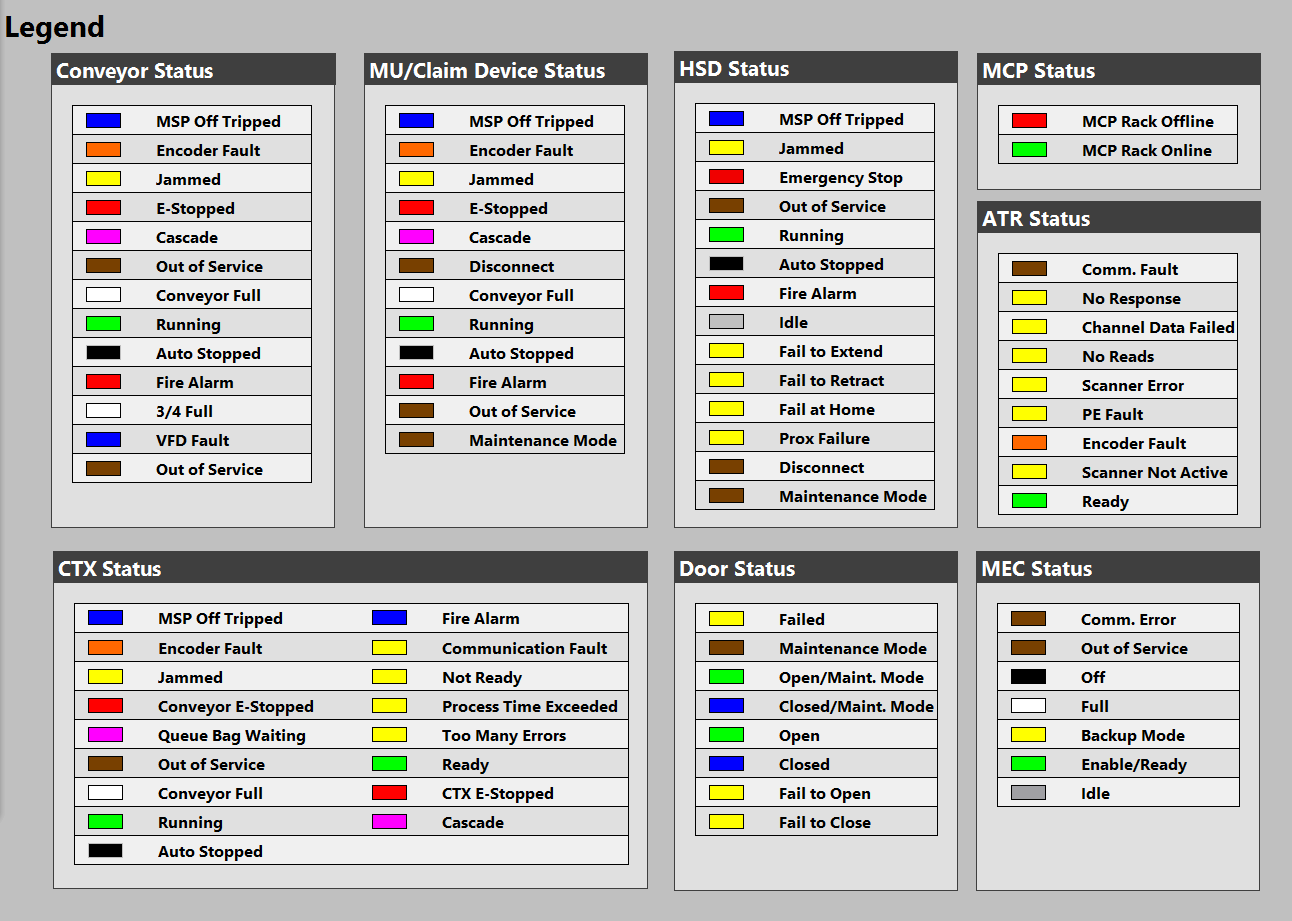 Legend
Conveyor Status
MSP Off Tripped
Encoder Fault
Jammed
E-Stopped
Cascade
Out of Service
Conveyor Full
Running
Auto Stopped
Fire Alarm
3/4 Full
VFD Fault
Out of Service
MU/Claim Device Status
MSP Off Tripped
Encoder Fault
Jammed
E-Stopped
Cascade
Disconnect
Conveyor Full
Running
Auto Stopped
Fire Alarm
Out of Service
Maintenance Mode
HSD Status
MSP Off Tripped
Jammed
Emergency Stop
Out of Service
Running
Auto Stopped
Fire Alarm
Idle
Fail to Extend
Fail to Retract
Fail at Home
Prox Failure
Disconnect
Maintenance Mode
MCP Status
MCP Rack Offline
MCP Rack Online
ATR Status
Comm. Fault
No Response
Channel Data Failed
No Reads
Scanner Error
PE Fault
Encoder Fault
Scanner Not Active
Ready
CTX Status
MSP Off Tripped
Encoder Fault
Jammed
Conveyor E-Stopped
Queue Bag Waiting
Out of Service
Conveyor Full
Running
Auto Stopped
Fire Alarm
Communication Fault
Not Ready
Process Time Exceeded
Too Many Errors
Ready
CTX E-Stopped
Cascade
Door Status
Failed
Maintenance Mode
Open/Maint. Mode
Closed/Maint. Mode
Open
Closed
Fail to Open
Fail to Close
MEC Status
Comm. Error
Out of Service
Off
Full
Backup Mode
Enable/Ready
Idle